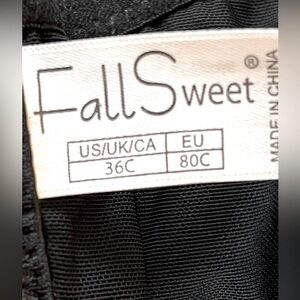 FallSweet®
US/UK/CA EU
36C 80C
MADE IN CHINA